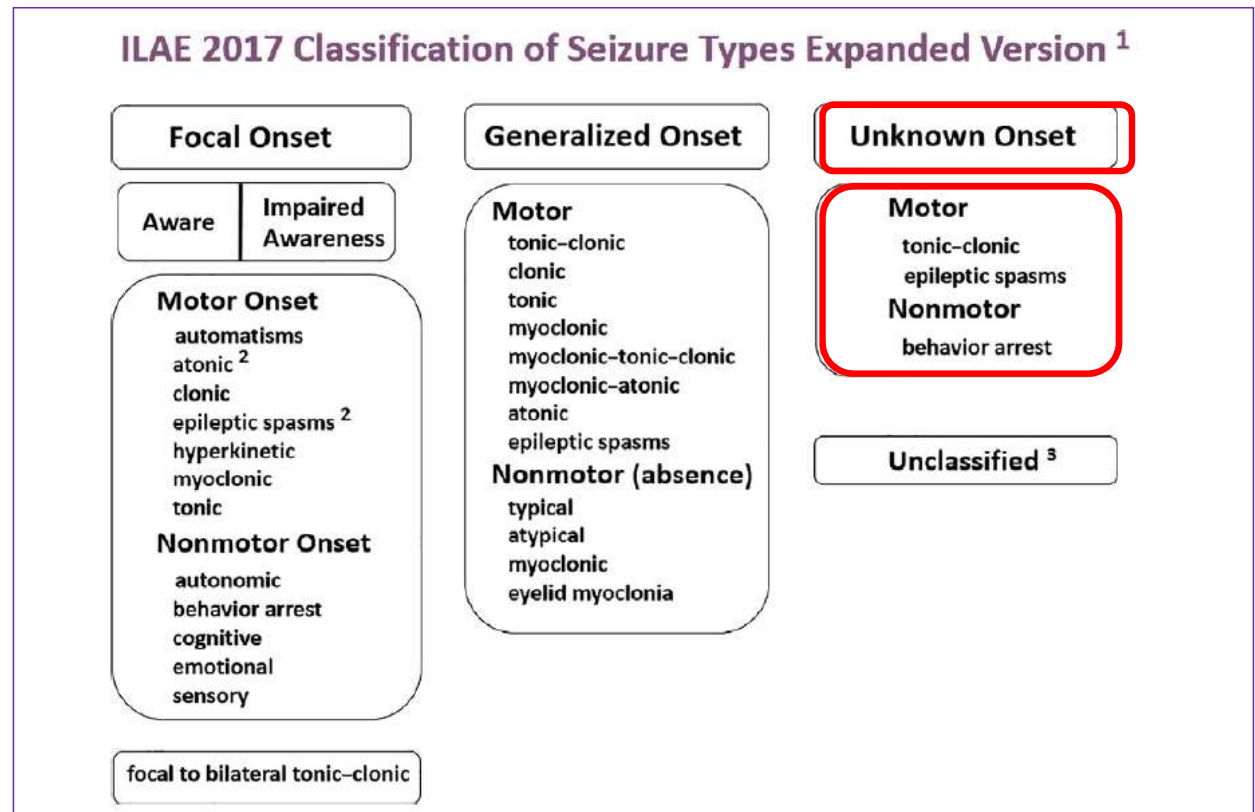 ILAE 2017 Classification of Seizure Types Expanded Version 1
Focal Onset
Aware
Impaired
Awareness
Motor Onset
automatisms
atonic 2
clonic
epileptic spasms 2
hyperkinetic
myoclonic
tonic
Nonmotor Onset
autonomic
behavior arrest
cognitive
emotional
sensory
focal to bilateral tonic–clonic
Generalized Onset
Motor
tonic–clonic
clonic
tonic
myoclonic
myoclonic–tonic–clonic
myoclonic–atonic
atonic
epileptic spasms
Nonmotor (absence)
typical
atypical
myoclonic
eyelid myoclonia
Unknown Onset
Motor
tonic–clonic
epileptic spasms
Nonmotor
behavior arrest
Unclassified 3